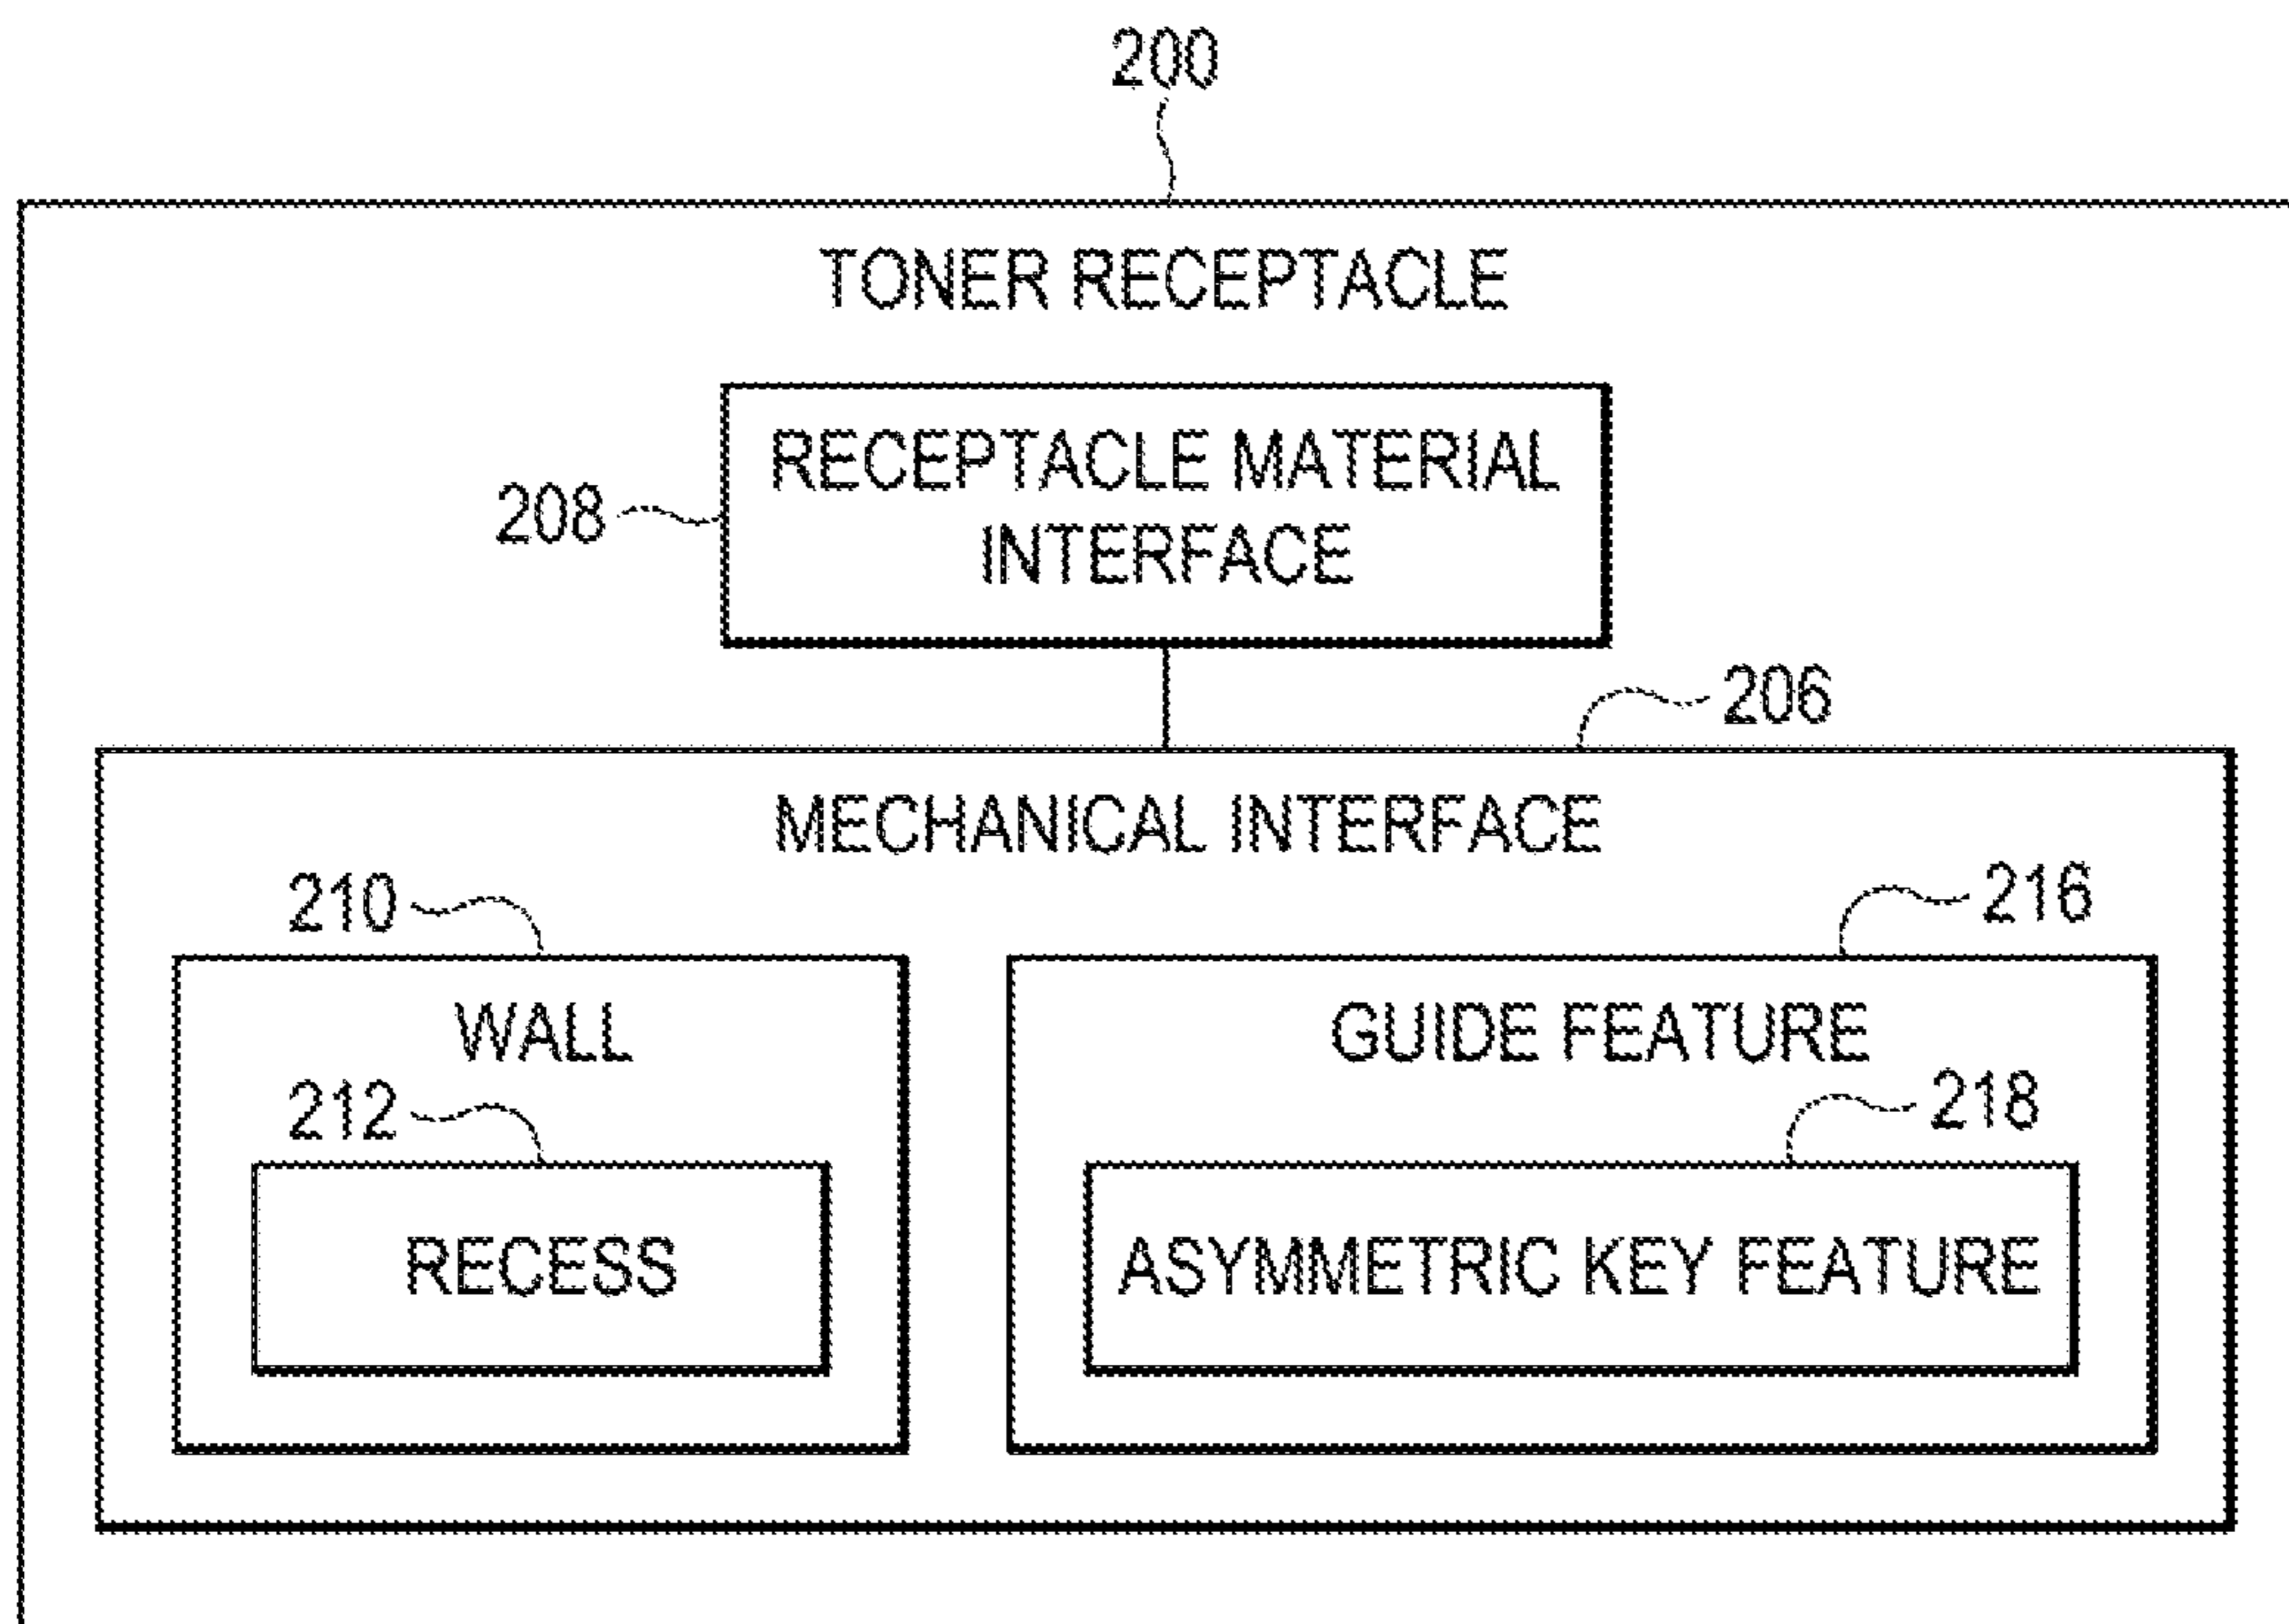 200
TONER RECEPTACLE
RECEPTACLE MATERIAL
INTERFACE
208
206
MECHANICAL INTERFACE
210
216
WALL
GUIDE FEATURE
212
218
RECESS
ASYMMETRIC KEY FEATURE